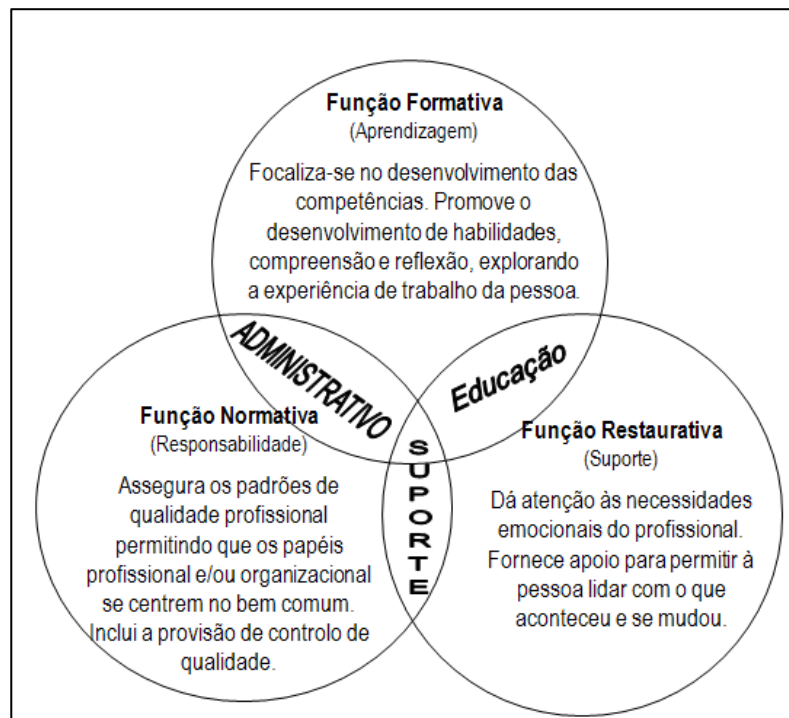 Função Formativa
(Aprendizagem)
Focaliza-se no desenvolvimento das
competências. Promove o
desenvolvimento de habilidades,
compreensão e reflexão, explorando
a experiência de trabalho da pessoa.
ADMINISTRATIVO
Educação
SUPORTE
Função Normativa
(Responsabilidade)
Assegura os padrões de
qualidade profissional
permitindo que os papéis
profissional e/ou organizacional
se centrem no bem comum.
Inclui a provisão de controlo de
qualidade.
Função Restaurativa
(Suporte)
Dá atenção às necessidades
emocionais do profissional.
Fornece apoio para permitir à
pessoa lidar com o que
aconteceu e se mudou.